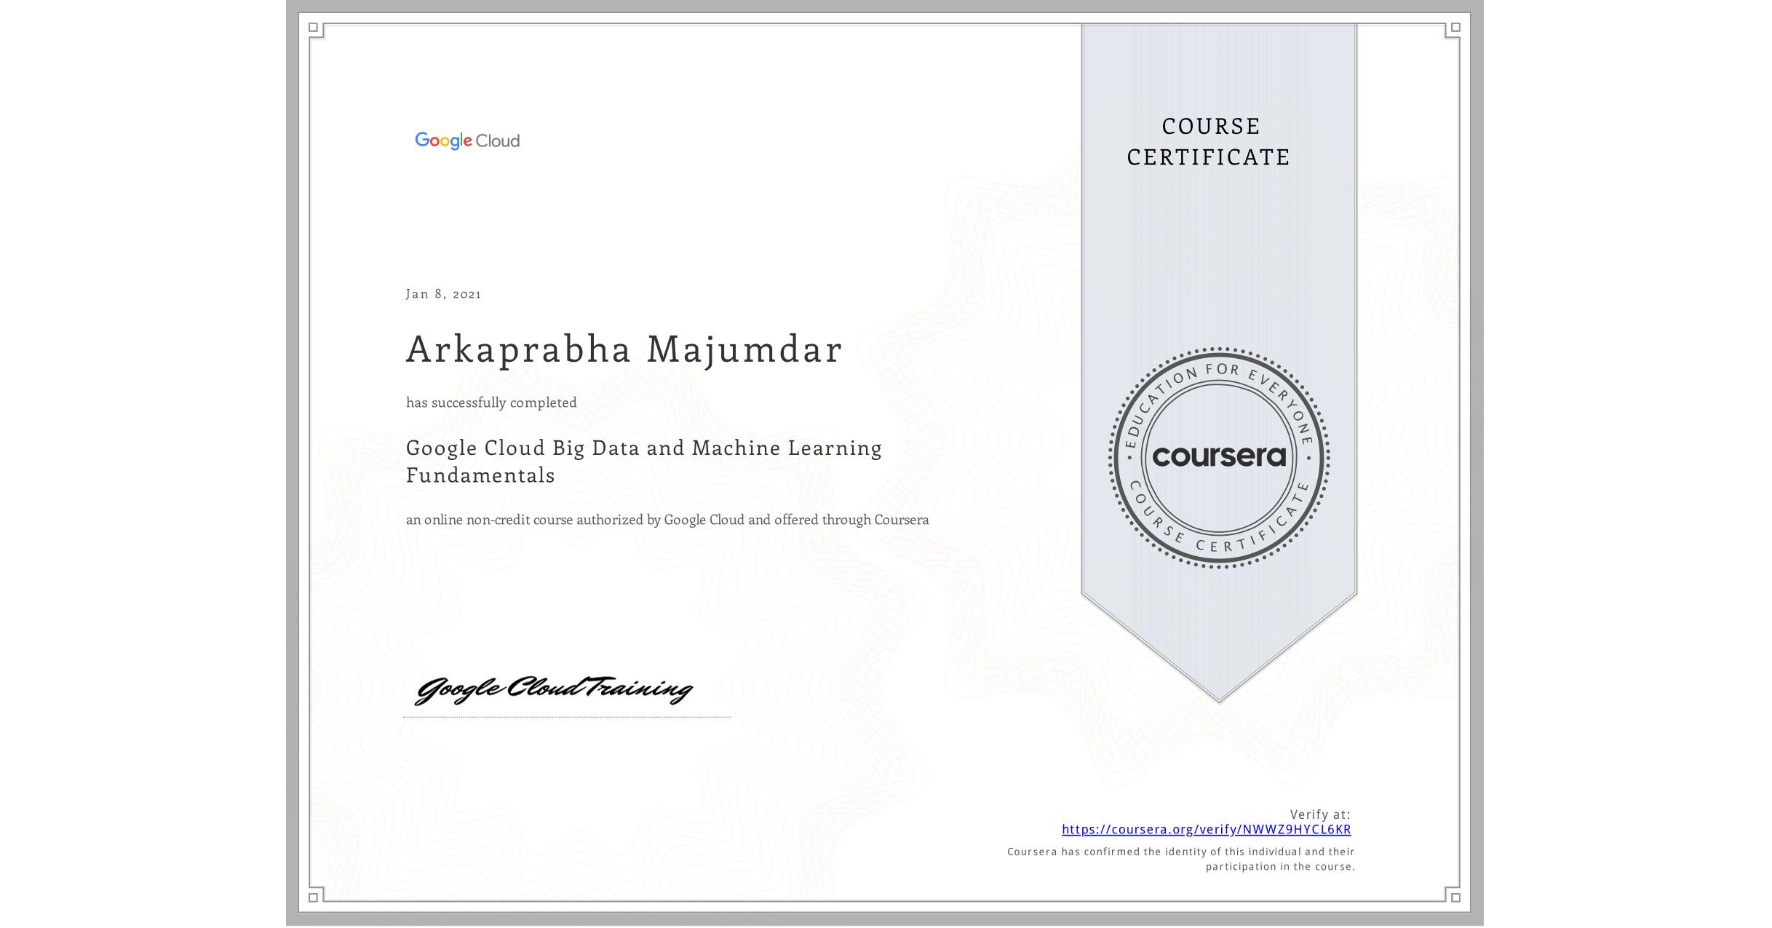 Google Cloud
COURSE
CERTIFICATE
Jan 8, 2021
Arkaprabha Majumdar
has successfully completed
Google Cloud Big Data and Machine Learning
Fundamentals
an online non-credit course authorized by Google Cloud and offered through Coursera
EDUCATION FOR EVERYONE
coursera
COURSE CERTIFICATE
Google Cloud Training
Verify at:
https://coursera.org/verify/NWWZ9HYCL6KR
Coursera has confirmed the identity of this individual and their
participation in the course.